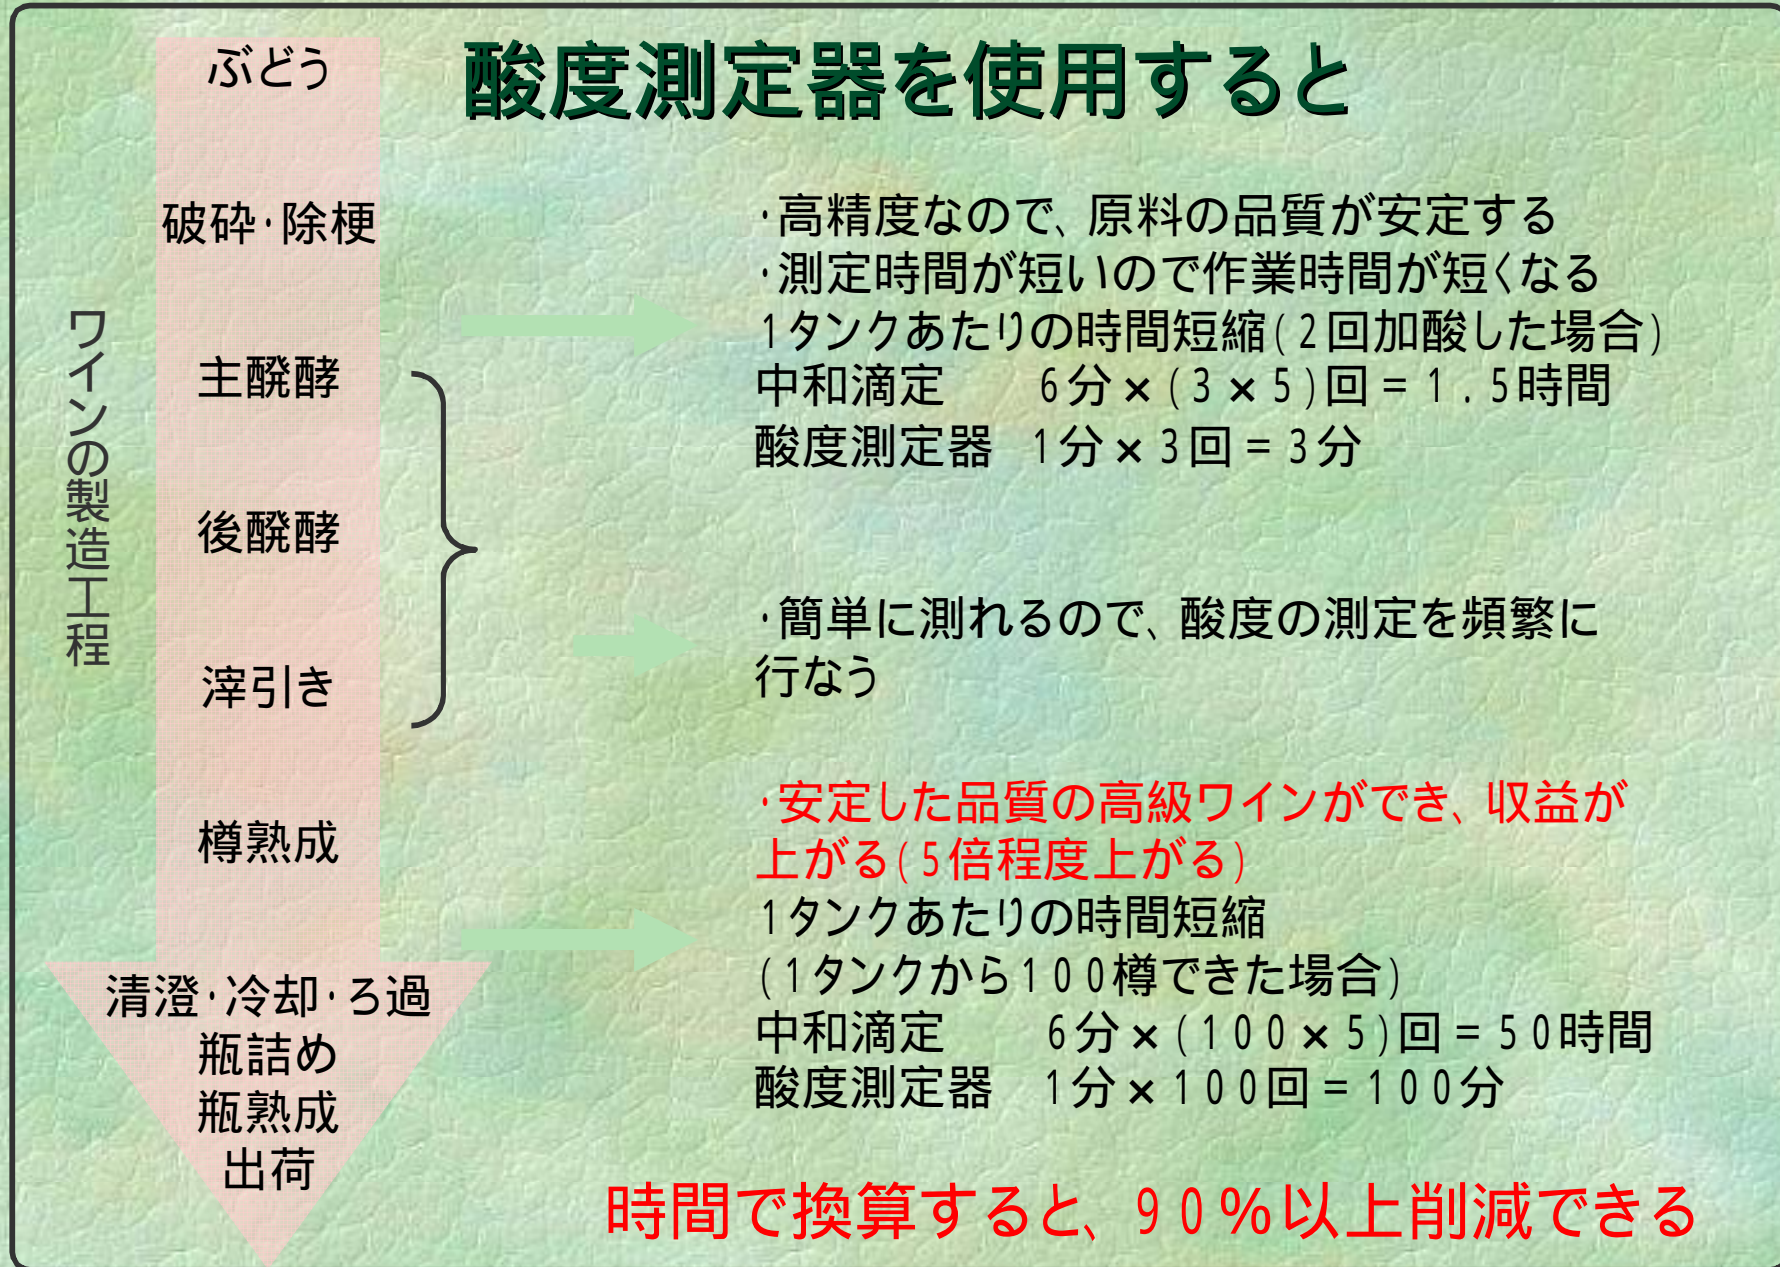 酸度測定器を使用すると
ワインの製造工程
ぶどう
破砕・除梗
主醗酵
後醗酵
滓引き
樽熟成
清澄・冷却・ろ過
瓶詰め
瓶熟成
出荷
・高精度なので、原料の品質が安定する
・測定時間が短いので作業時間が短くなる
1タンクあたりの時間短縮(2回加酸した場合)
中和滴定　　6分×(3×5)回=1.5時間
酸度測定器　1分×3回=3分
・簡単に測れるので、酸度の測定を頻繁に
行なう
・安定した品質の高級ワインができ、収益が
上がる(5倍程度上がる)
1タンクあたりの時間短縮
(1タンクから100樽できた場合)
中和滴定　　6分×(100×5)回=50時間
酸度測定器　1分×100回=100分
時間で換算すると、90%以上削減できる